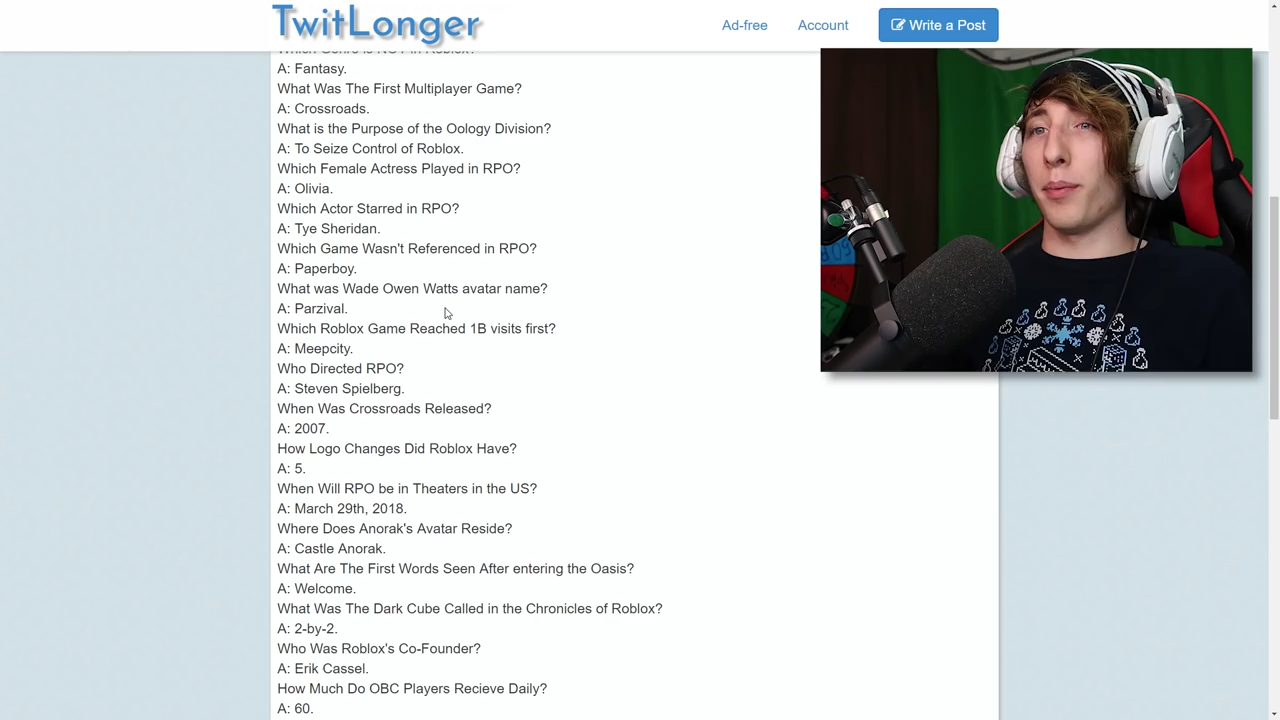 TwitLonger
Ad-free
Account
Write a Post
Which Genre is NOT in Roblox?
A: Fantasy.
What Was The First Multiplayer Game?
A: Crossroads.
What is the Purpose of the Oology Division?
A: To Seize Control of Roblox.
Which Female Actress Played in RPO?
A: Olivia.
Which Actor Starred in RPO?
A: Tye Sheridan.
Which Game Wasn't Referenced in RPO?
A: Paperboy.
What was Wade Owen Watts avatar name?
A: Parzival.
Which Roblox Game Reached 1B visits first?
A: Meepcity.
Who Directed RPO?
A: Steven Spielberg.
When Was Crossroads Released?
A: 2007.
How Logo Changes Did Roblox Have?
A: 5.
When Will RPO be in Theaters in the US?
A: March 29th, 2018.
Where Does Anorak's Avatar Reside?
A: Castle Anorak.
What Are The First Words Seen After entering the Oasis?
A: Welcome.
What Was The Dark Cube Called in the Chronicles of Roblox?
A: 2-by-2.
Who Was Roblox's Co-Founder?
A: Erik Cassel.
How Much Do OBC Players Recieve Daily?
A: 60.